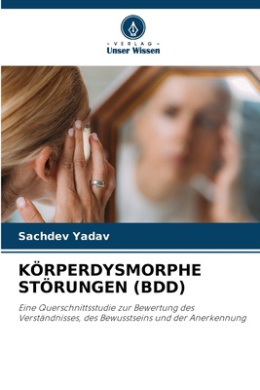 • VERLAG •
Unser Wissen
Sachdev Yadav
KÖRPERDYSMORPHE
STÖRUNGEN (BDD)
Eine Querschnittsstudie zur Bewertung des
Verständnisses, des Bewusstseins und der Anerkennung